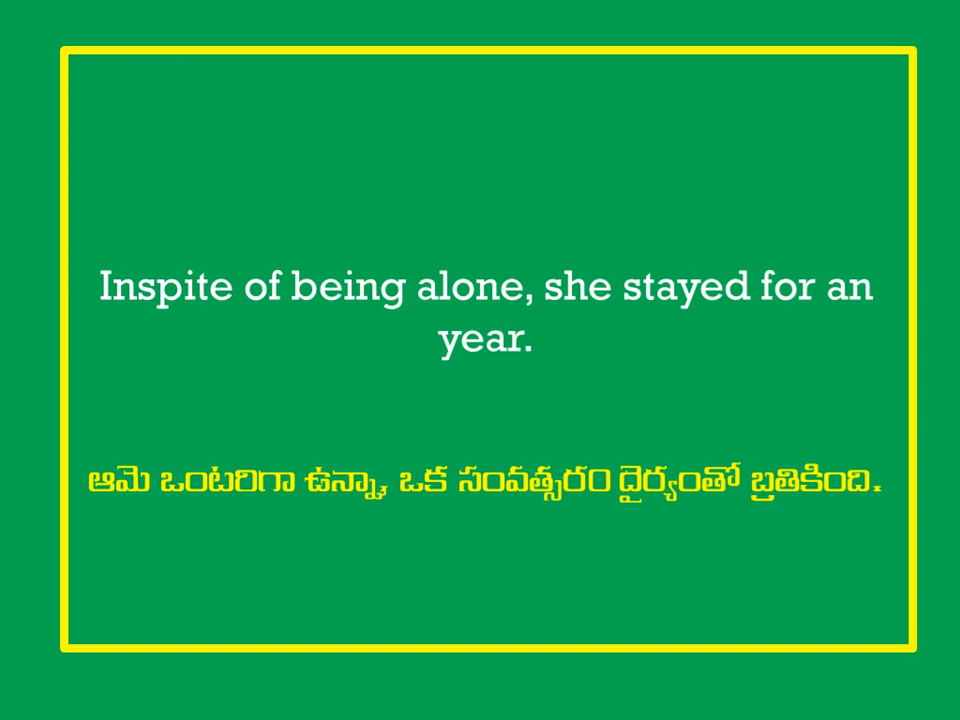 Inspite of being alone, she stayed for an
year.
ఆమె ఒంటరిగా ఉన్నా, ఒక సంవత్సరం ధైర్యంతో బ్రతికింది.